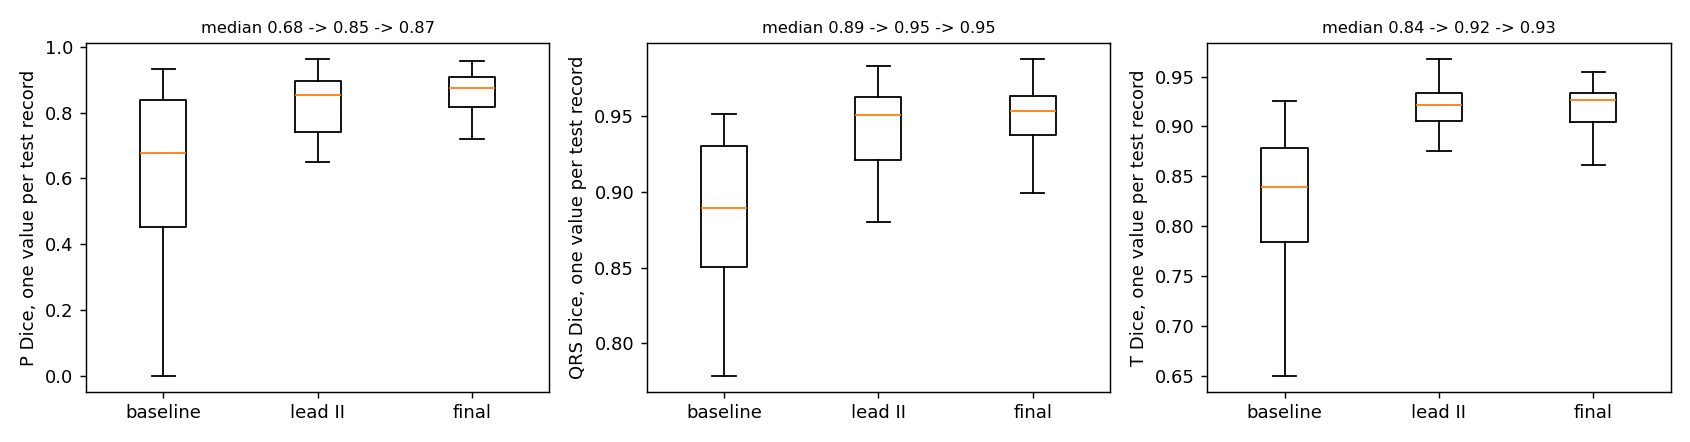 median 0.68 -> 0.85 -> 0.87
P Dice, one value per test record
1.0
0.8
0.6
0.4
0.2
0.0
baseline lead II final
median 0.89 -> 0.95 -> 0.95
QRS Dice, one value per test record
0.95
0.90
0.85
0.80
baseline lead II final
median 0.84 -> 0.92 -> 0.93
T Dice, one value per test record
0.95
0.90
0.85
0.80
0.75
0.70
0.65
baseline lead II final